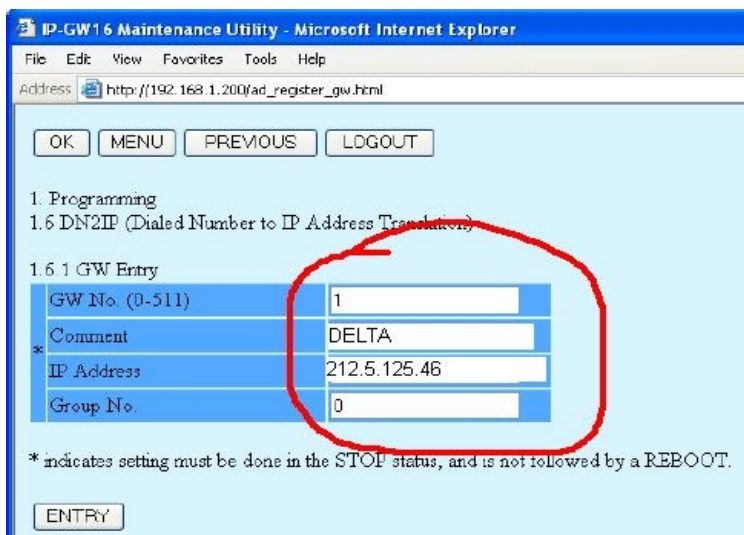 IP-GW16 Maintenance Utility - Microsoft Internet Explorer
File Edit View Favorites Tools Help
Address http://192.168.1.200/ad_register_gw.html
OK MENU PREVIOUS LOGOUT
1. Programming
1.6 DN2IP (Dialed Number to IP Address Translation)
1.6.1 GW Entry
GW No. (0-511) 1
* Comment DELTA
IP Address 212.5.125.46
Group No. 0
* indicates setting must be done in the STOP status, and is not followed by a REBOOT.
ENTRY